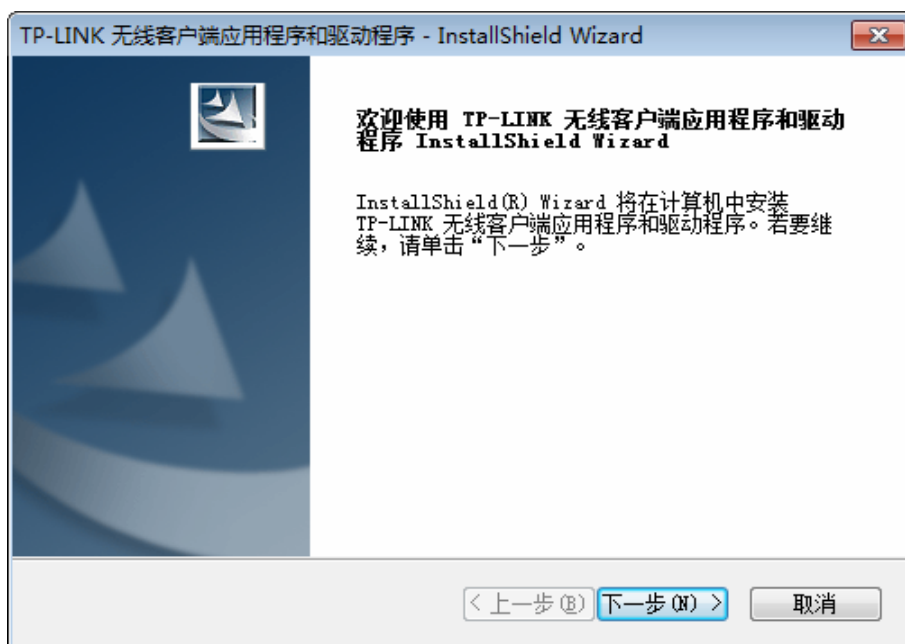 TP-LINK 无线客户端应用程序和驱动程序 - InstallShield Wizard
欢迎使用 TP-LINK 无线客户端应用程序和驱动
程序 InstallShield Wizard
InstallShield(R) Wizard 将在计算机中安装
TP-LINK 无线客户端应用程序和驱动程序。若要继
续，请单击“下一步”。
< 上一步(B) 下一步(N) > 取消